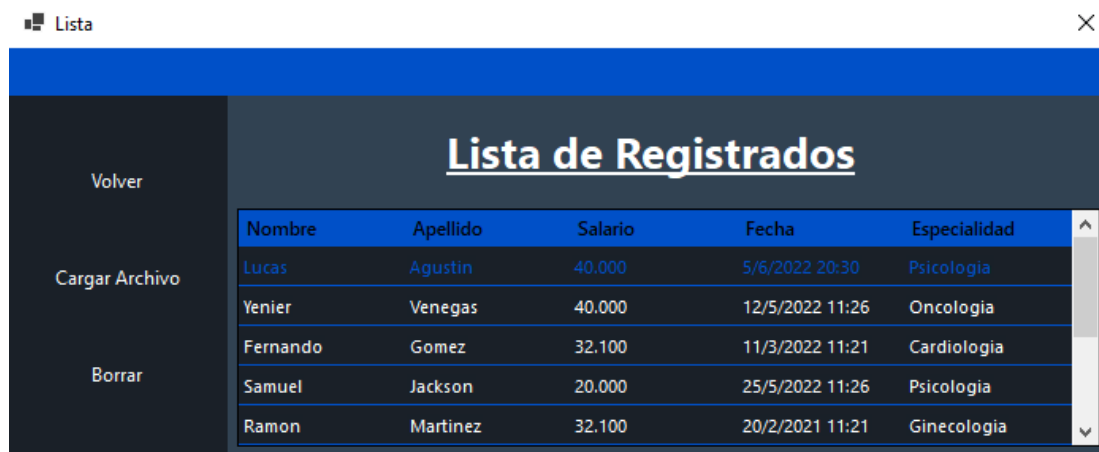 Lista
Lista de Registrados
Volver
Cargar Archivo
Borrar
Nombre Apellido Salario Fecha Especialidad
Lucas Agustin 40.000 5/6/2022 20:30 Psicologia
Yenier Venegas 40.000 12/5/2022 11:26 Oncologia
Fernando Gomez 32.100 11/3/2022 11:21 Cardiologia
Samuel Jackson 20.000 25/5/2022 11:26 Psicologia
Ramon Martinez 32.100 20/2/2021 11:21 Ginecologia